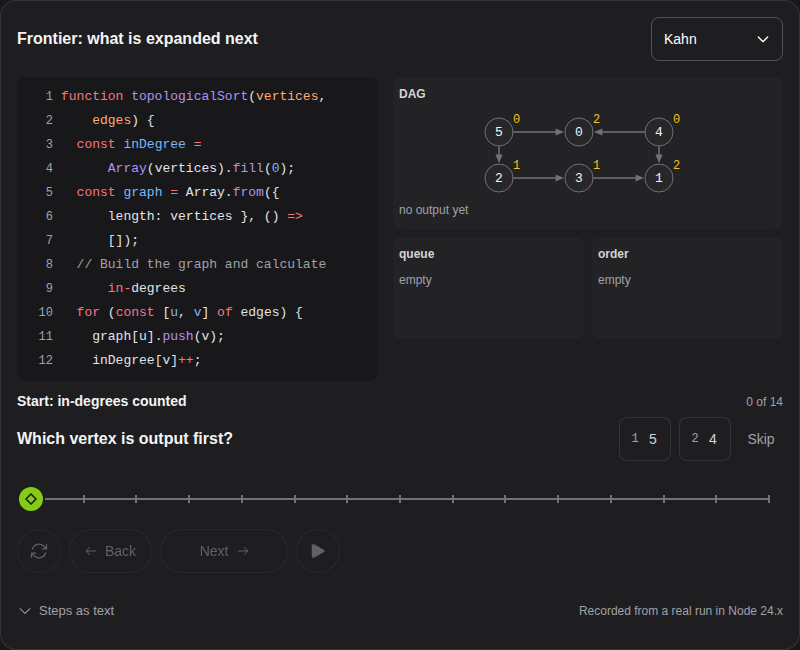 Frontier: what is expanded next
Kahn
1 function topologicalSort(vertices,
2 edges) {
3 const inDegree =
4 Array(vertices).fill(0);
5 const graph = Array.from({
6 length: vertices }, () =>
7 []);
8 // Build the graph and calculate
9 in-degrees
10 for (const [u, v] of edges) {
11 graph[u].push(v);
12 inDegree[v]++;
DAG
5 0 0 2 4 0
2 1 3 1 1 2
no output yet
queue
empty
order
empty
Start: in-degrees counted
0 of 14
Which vertex is output first?
1 5
2 4
Skip
Back
Next
Steps as text
Recorded from a real run in Node 24.x